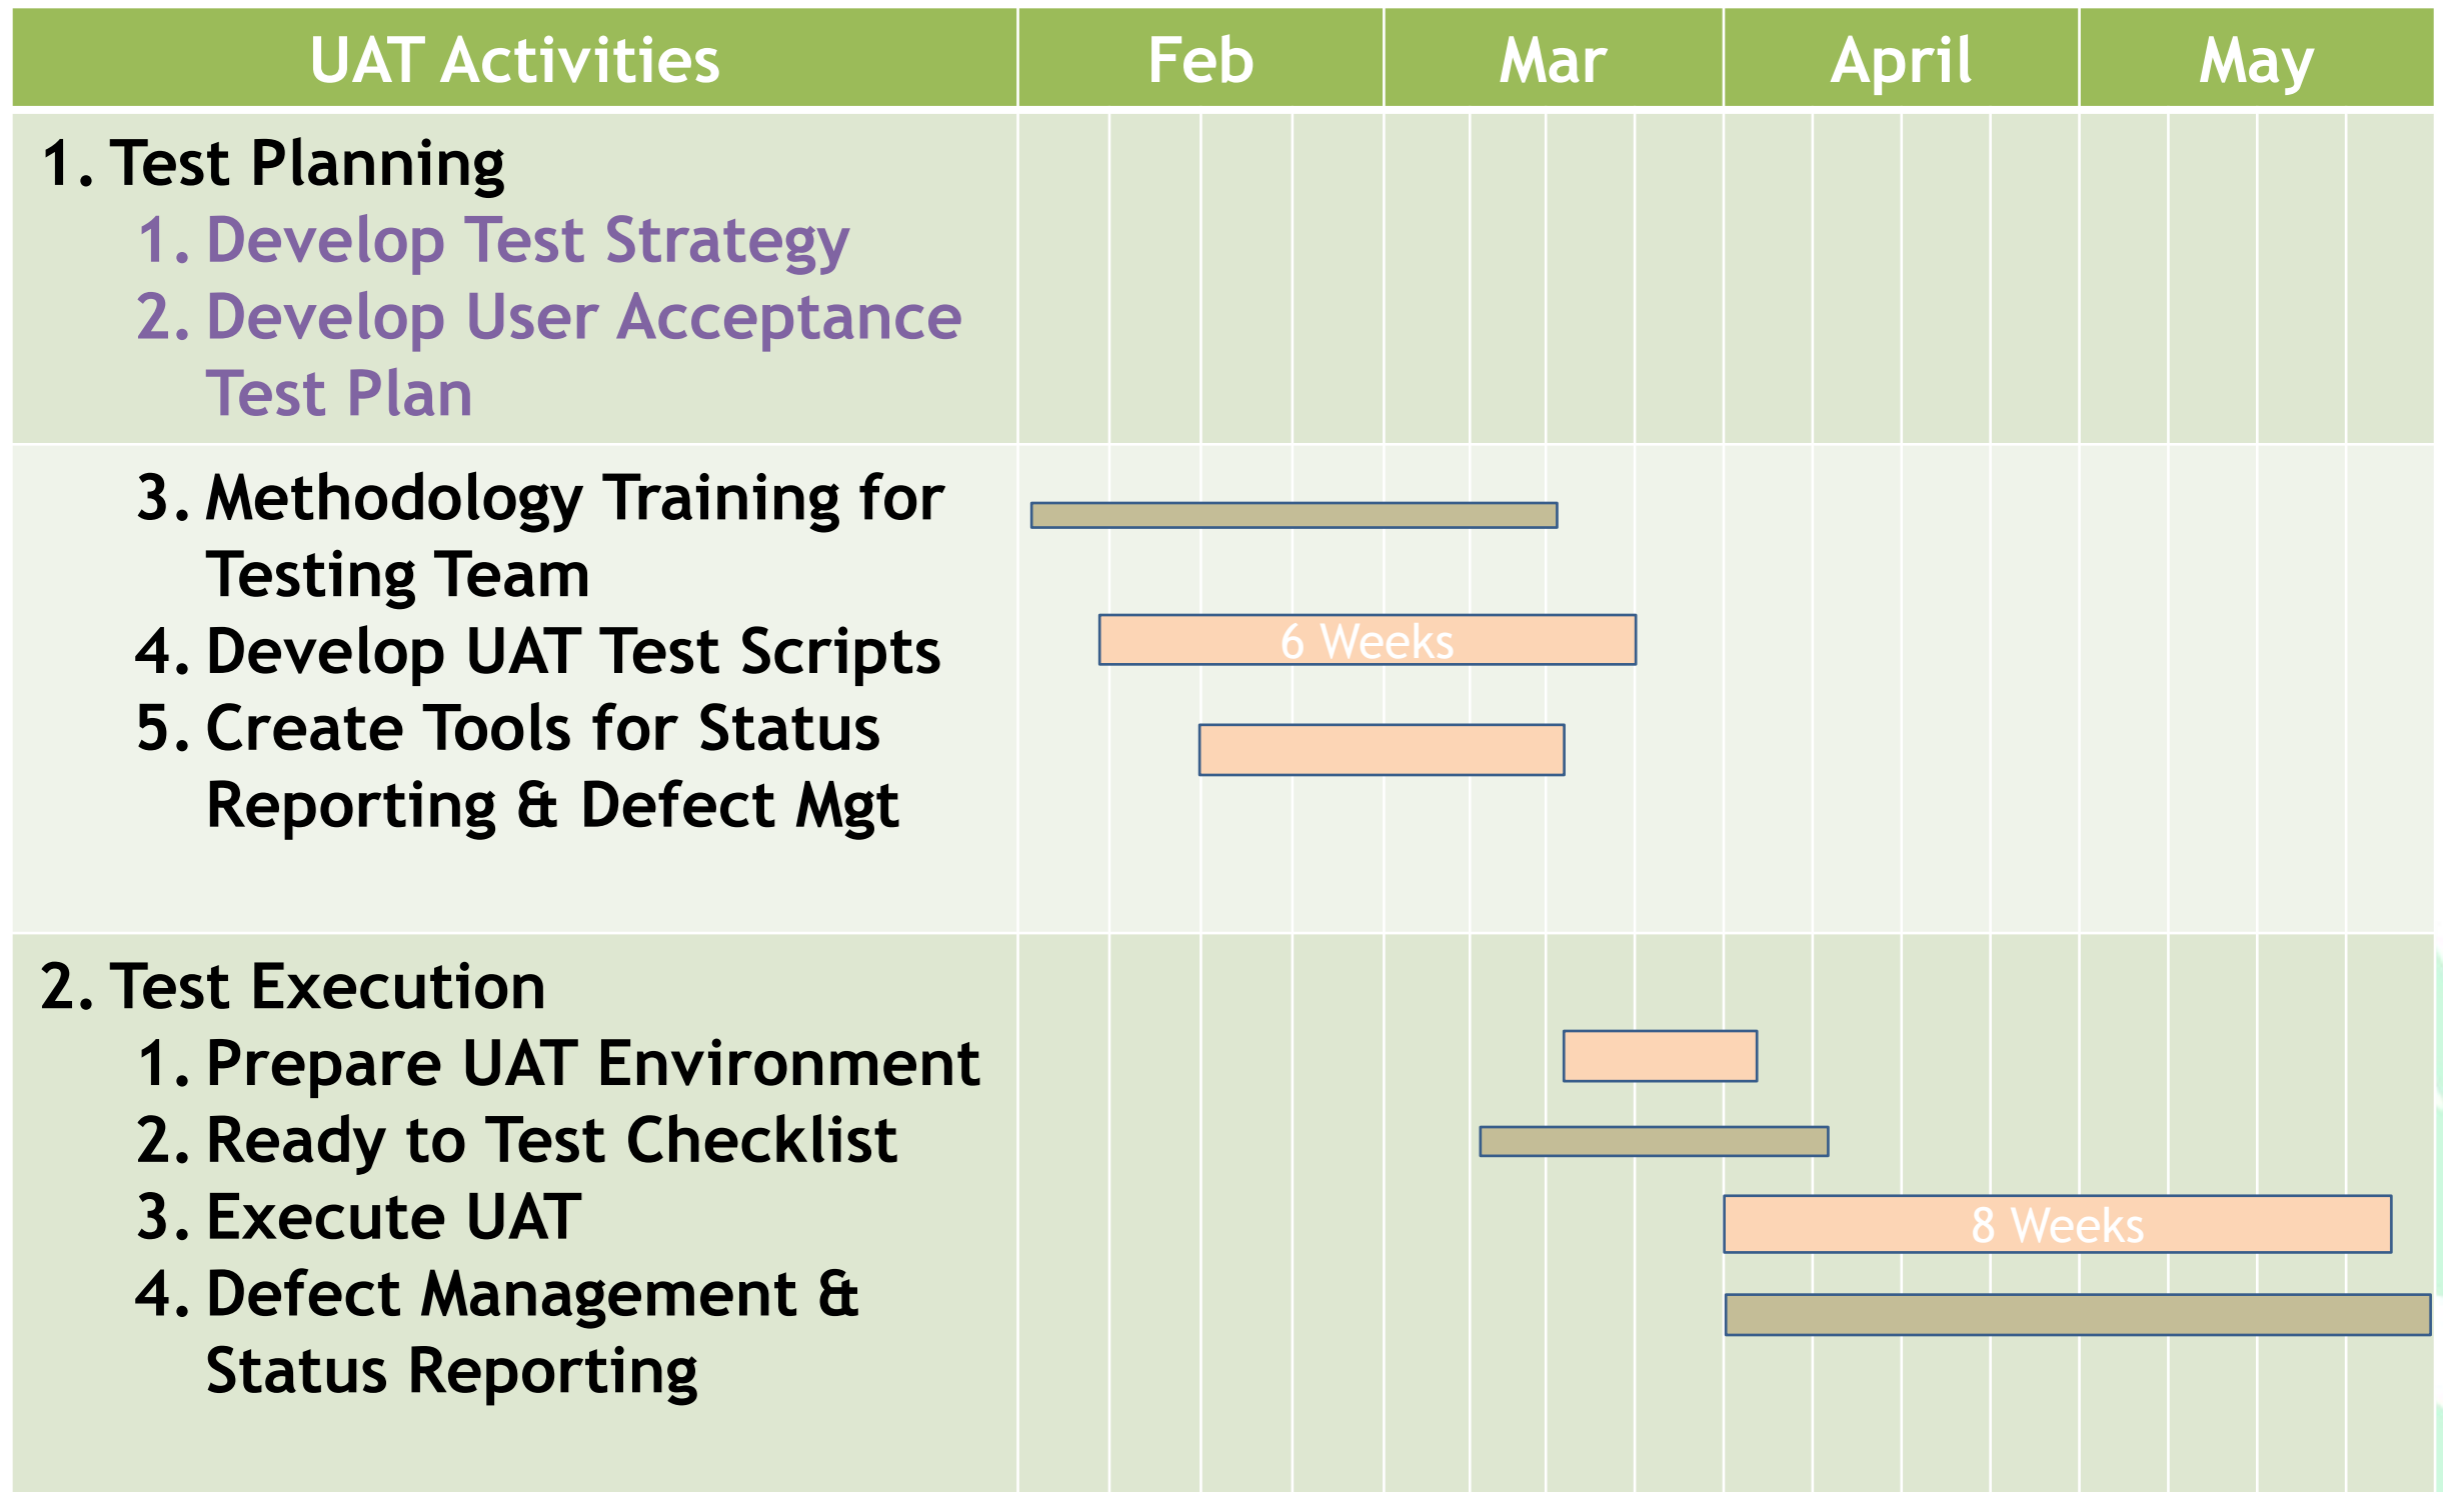 UAT Activities Feb Mar April May
1. Test Planning
1. Develop Test Strategy
2. Develop User Acceptance
Test Plan
3. Methodology Training for
Testing Team
4. Develop UAT Test Scripts
6 Weeks
5. Create Tools for Status
Reporting & Defect Mgt
2. Test Execution
1. Prepare UAT Environment
2. Ready to Test Checklist
3. Execute UAT
8 Weeks
4. Defect Management &
Status Reporting